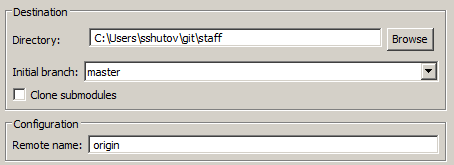 Destination
Directory: C:\Users\sshutov\git\staff Browse
Initial branch: master
Clone submodules
Configuration
Remote name: origin